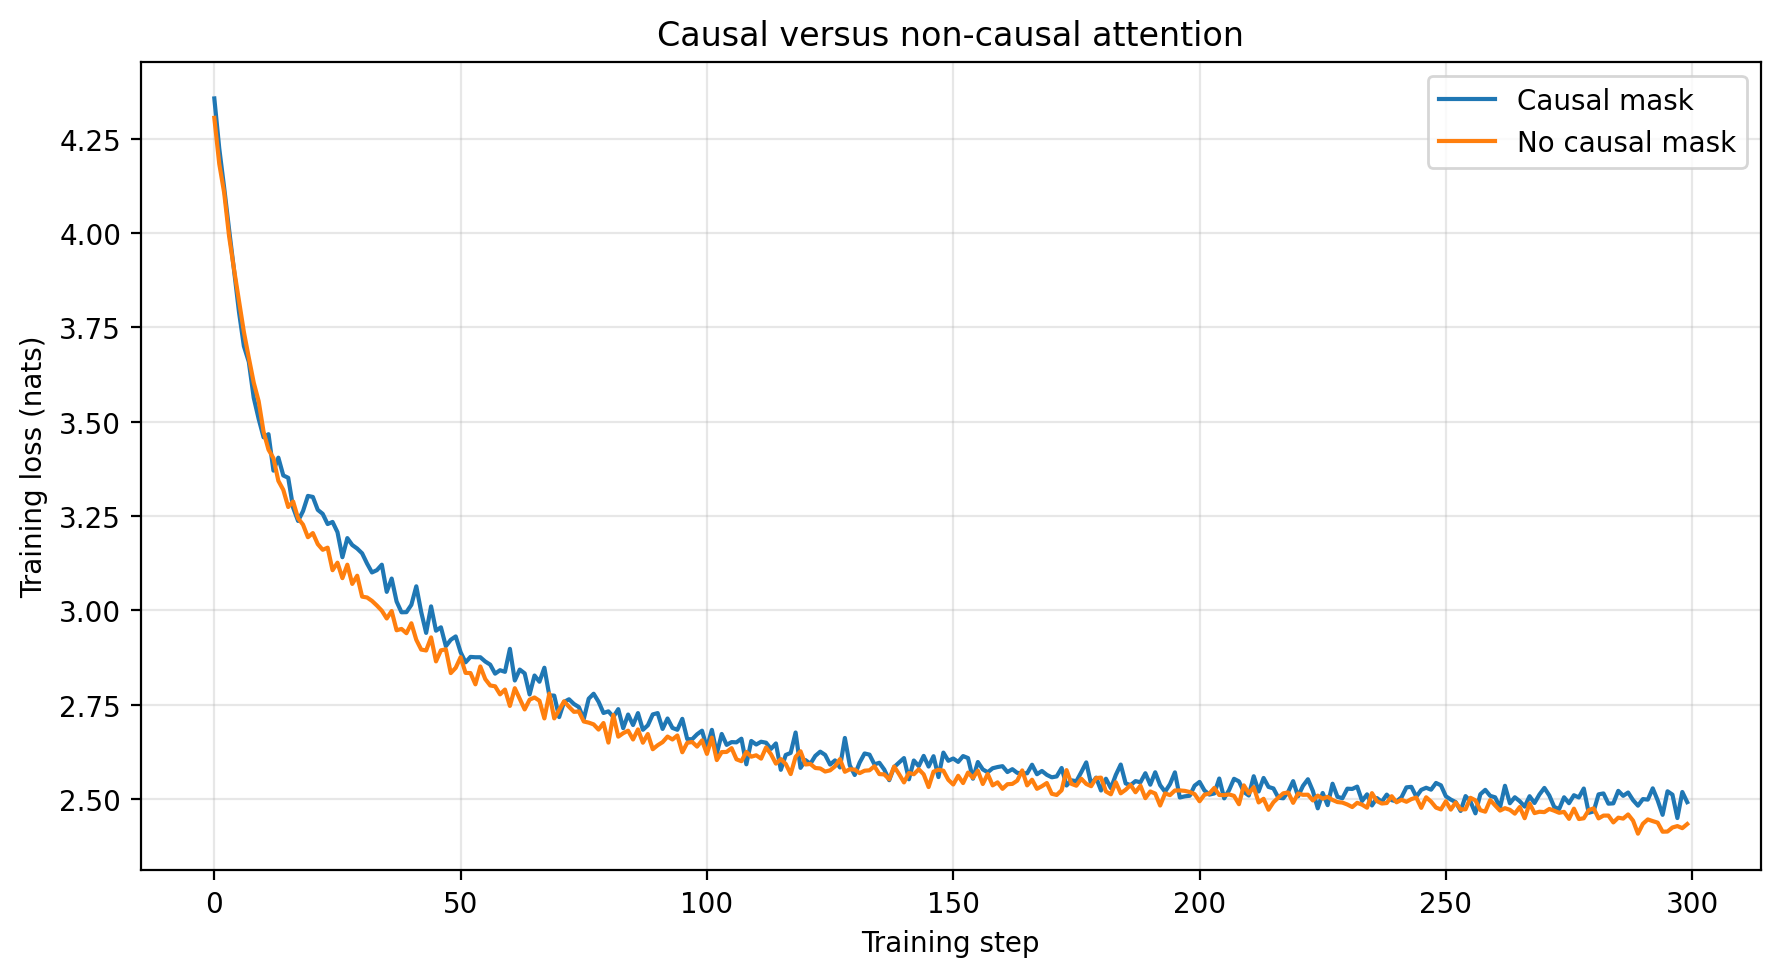 Causal versus non-causal attention
Causal mask
No causal mask
Training loss (nats)
4.25
4.00
3.75
3.50
3.25
3.00
2.75
2.50
0 50 100 150 200 250 300
Training step